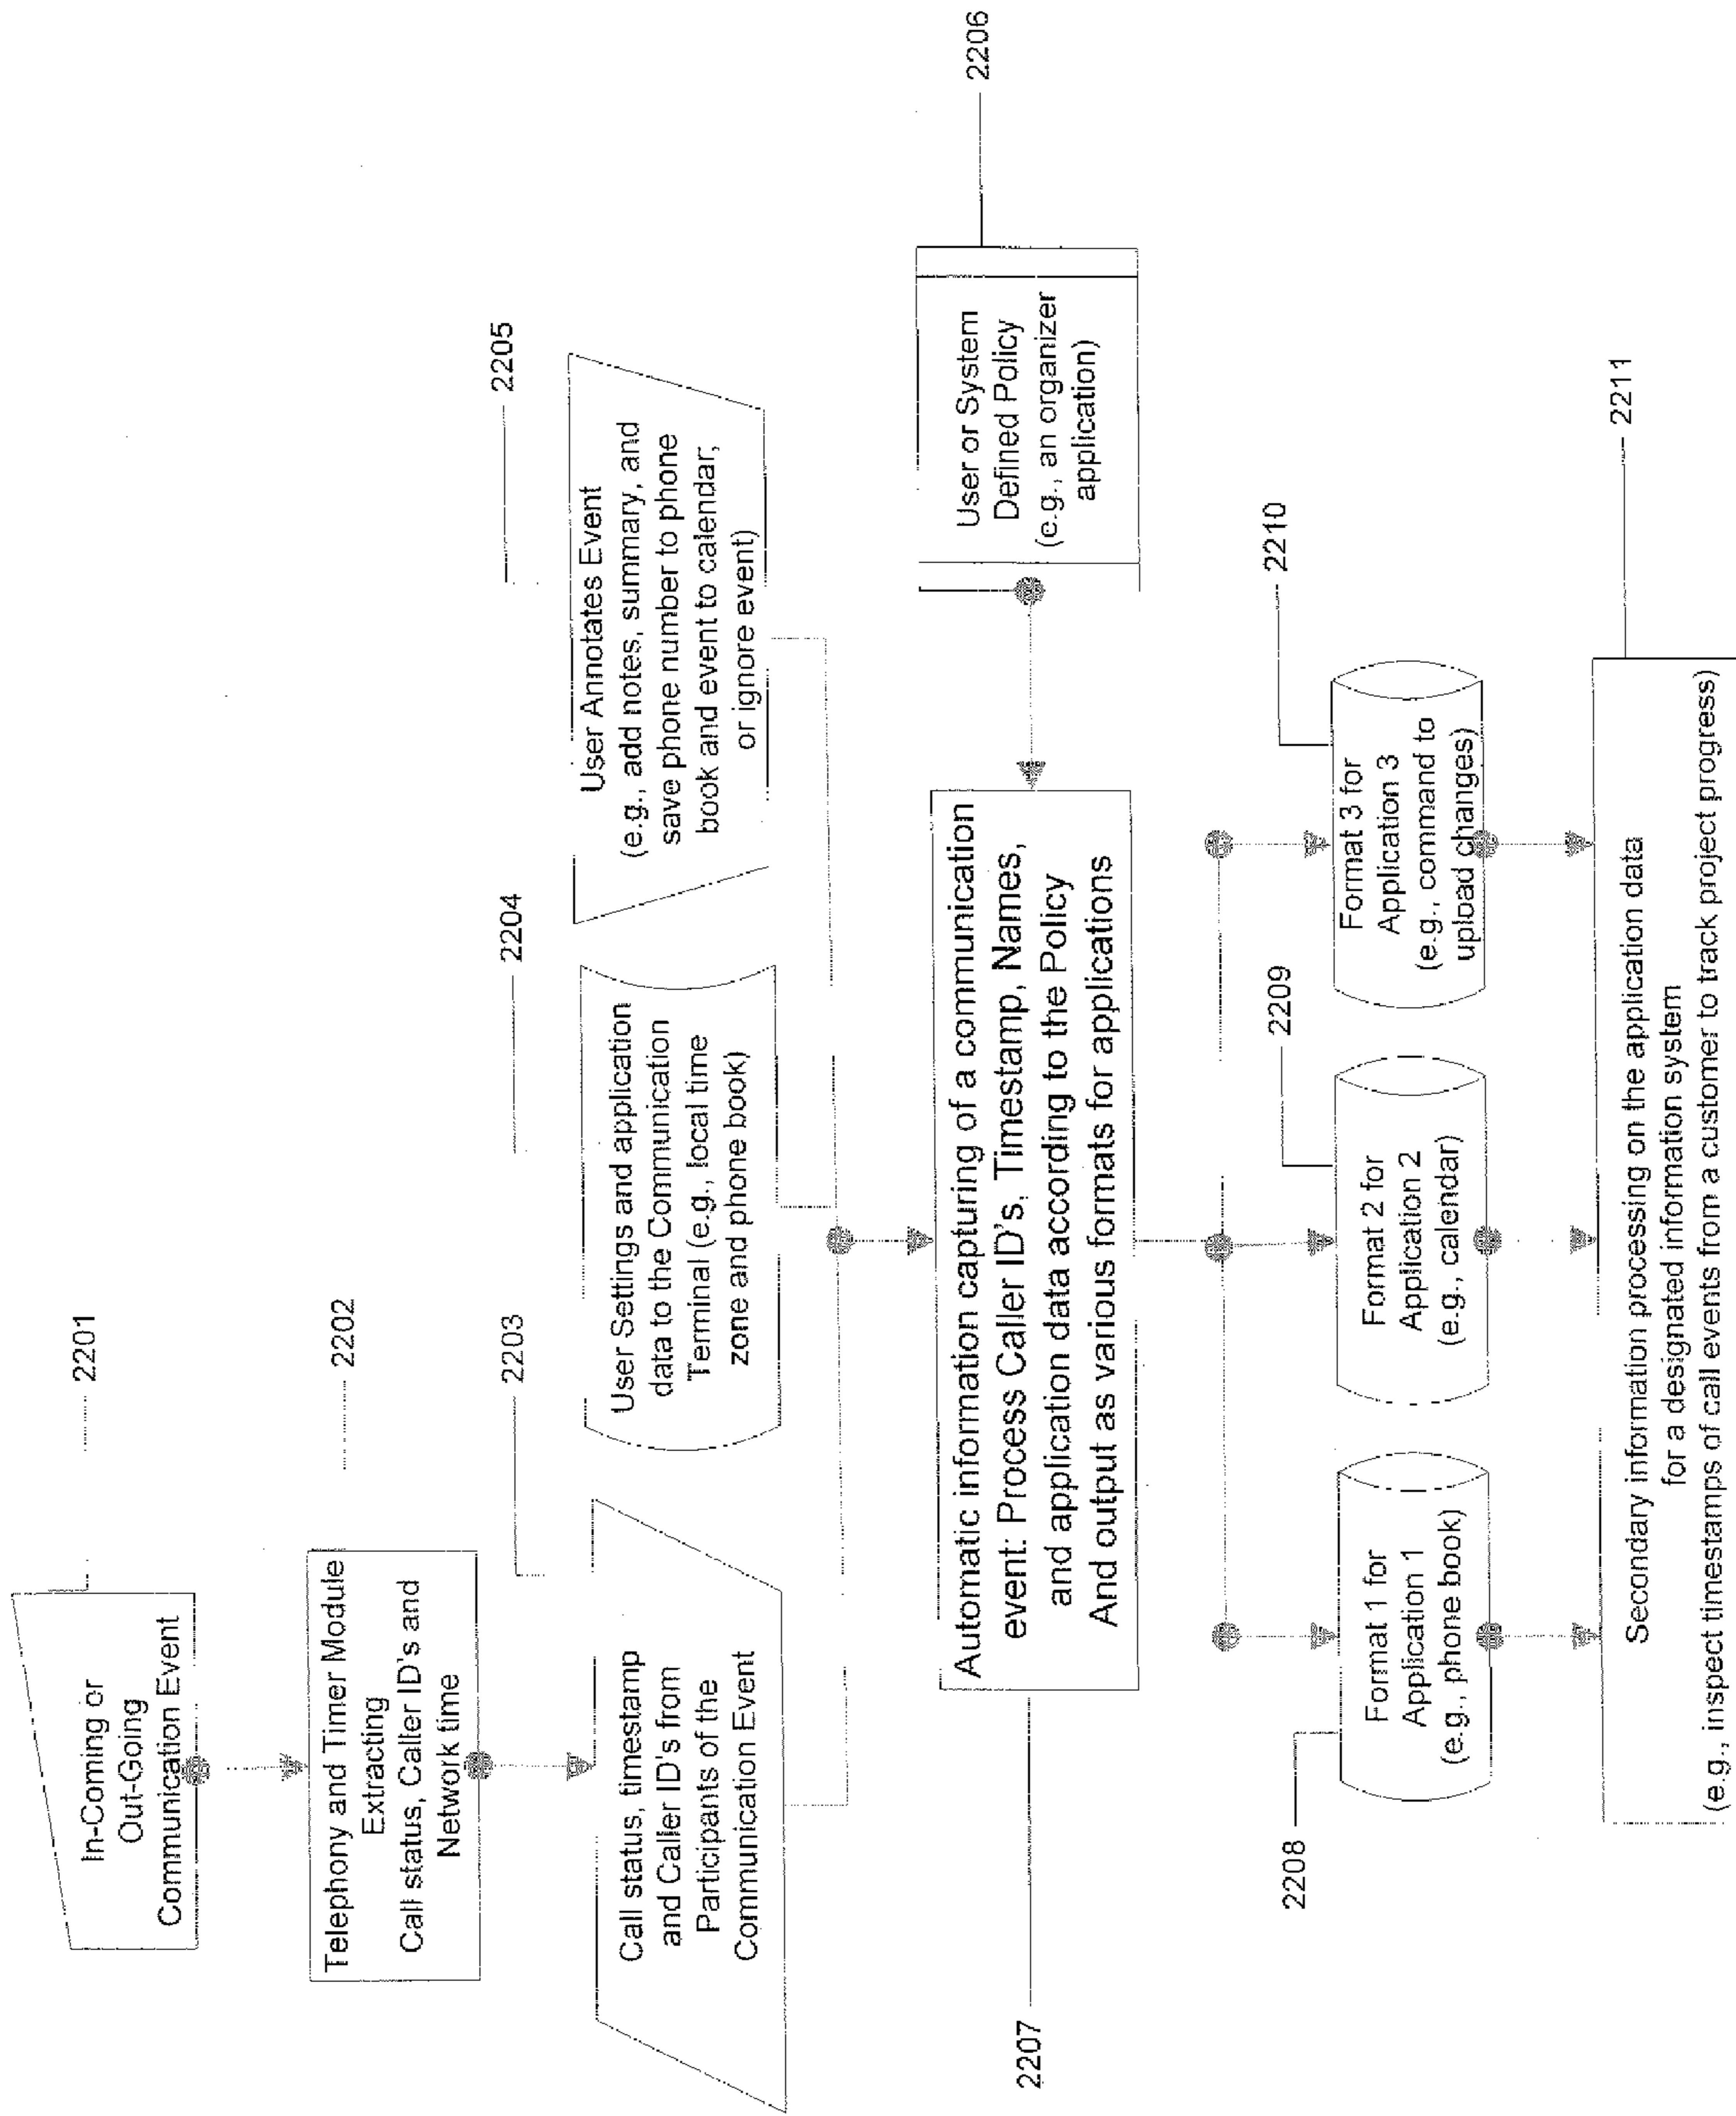 2201
In-Coming or
Out-Going
Communication Event
2202
Telephony and Timer Module
Extracting
Call status, Caller ID's and
Network time
2203
Call status, timestamp
and Caller ID's from
Participants of the
Communication Event
2204
User Settings and application
data to the Communication
Terminal (e.g., local time
zone and phone book)
2205
User Annotates Event
(e.g., add notes, summary, and
save phone number to phone
book and event to calendar,
or ignore event)
2206
User or System
Defined Policy
(e.g., an organizer
application)
2207
Automatic information capturing of a communication
event: Process Caller ID's, Timestamp, Names,
and application data according to the Policy
And output as various formats for applications
2208
Format 1 for
Application 1
(e.g., phone book)
2209
Format 2 for
Application 2
(e.g., calendar)
2210
Format 3 for
Application 3
(e.g., command to
upload changes)
2211
Secondary information processing on the application data
for a designated information system
(e.g., inspect timestamps of call events from a customer to track project progress)